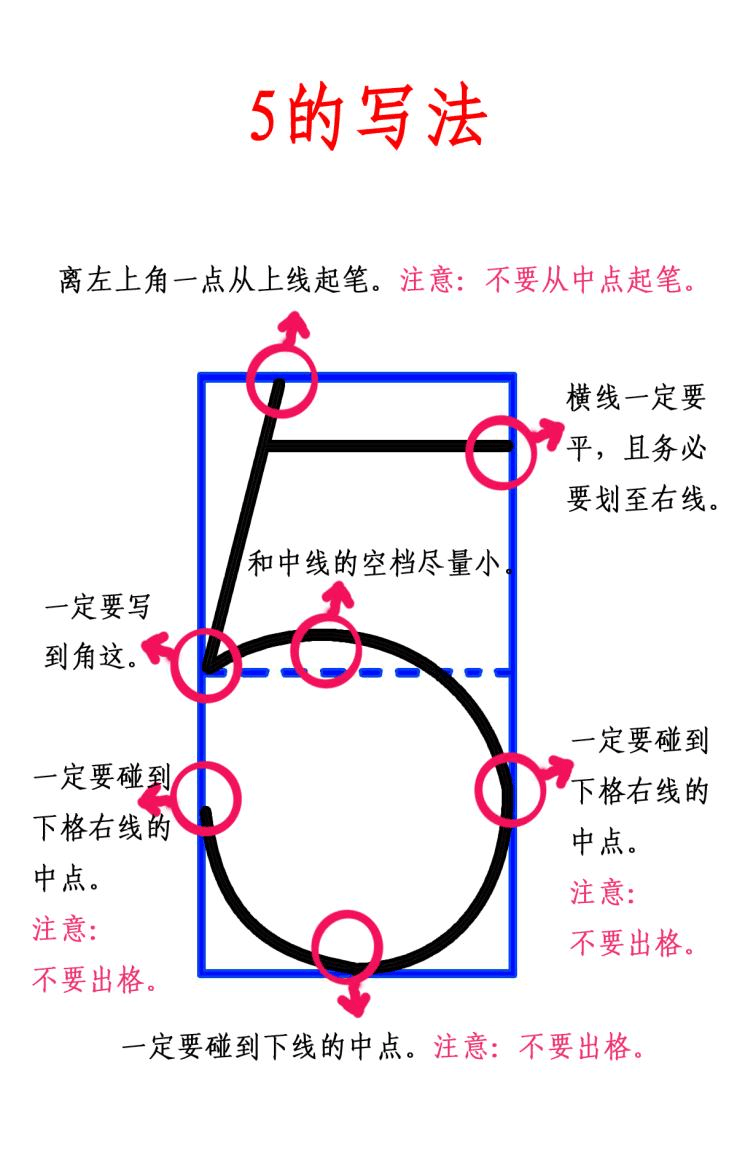 5的写法
离左上角一点从上线起笔。注意：不要从中点起笔。
横线一定要
平，且务必
要划至右线。
和中线的空档尽量小.
一定要写
到角这。
一定要碰到
下格右线的
中点。
注意：
不要出格。
一定要碰到
下格右线的
中点。
注意：
不要出格。
一定要碰到下线的中点。注意：不要出格。